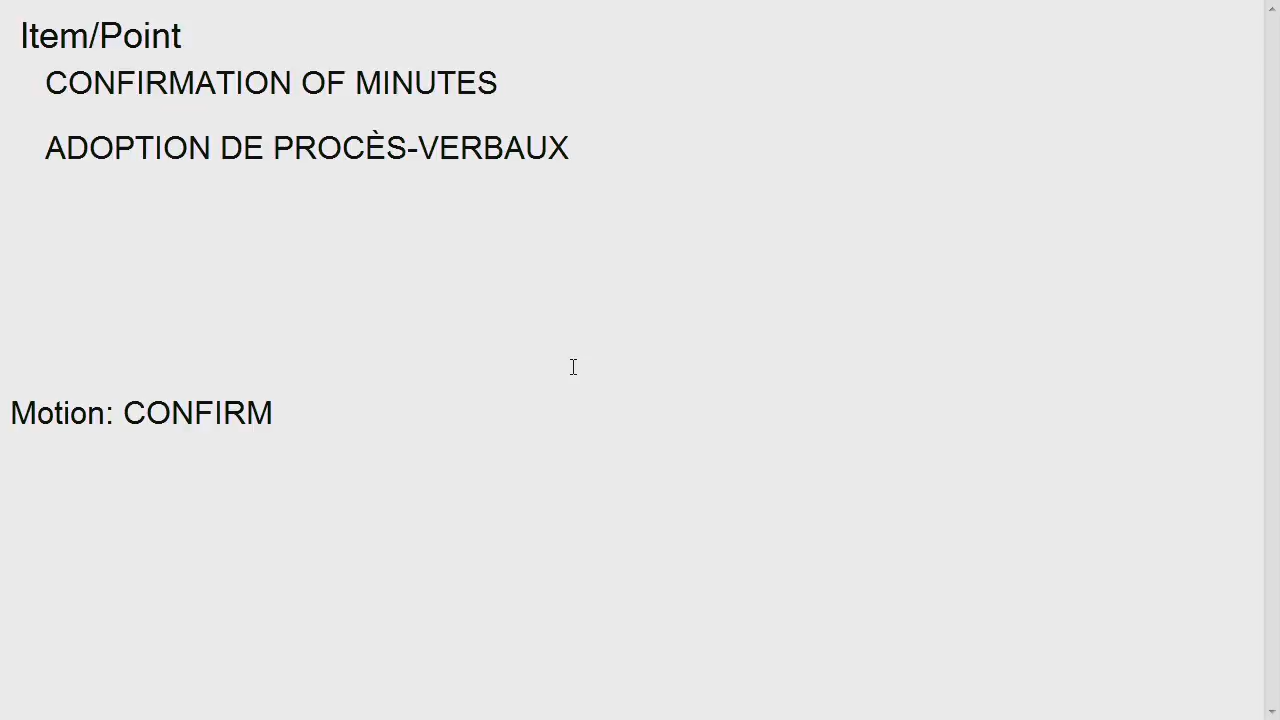 Item/Point
CONFIRMATION OF MINUTES
ADOPTION DE PROCÈS-VERBAUX
Motion: CONFIRM